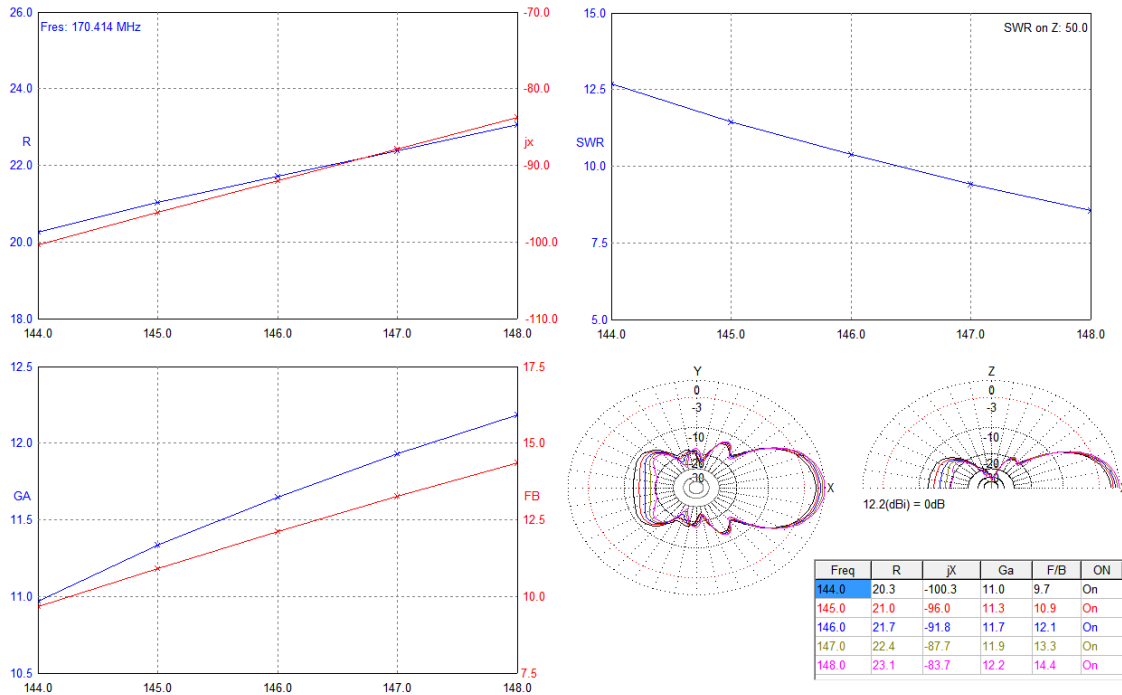 26.0
24.0
R
22.0
20.0
18.0
Fres: 170.414 MHz
-70.0
-80.0
jx
-90.0
-100.0
-110.0
144.0 145.0 146.0 147.0 148.0
15.0
12.5
SWR
10.0
7.5
5.0
SWR on Z: 50.0
144.0 145.0 146.0 147.0 148.0
12.5
12.0
GA
11.5
11.0
10.5
17.5
15.0
FB
12.5
10.0
7.5
144.0 145.0 146.0 147.0 148.0
Y
0
-3
-10
-20
X
Z
0
-3
-10
-20
12.2(dBi) = 0dB
Freq R jX Ga F/B ON
144.0 20.3 -100.3 11.0 9.7 On
145.0 21.0 -96.0 11.3 10.9 On
146.0 21.7 -91.8 11.7 12.1 On
147.0 22.4 -87.7 11.9 13.3 On
148.0 23.1 -83.7 12.2 14.4 On